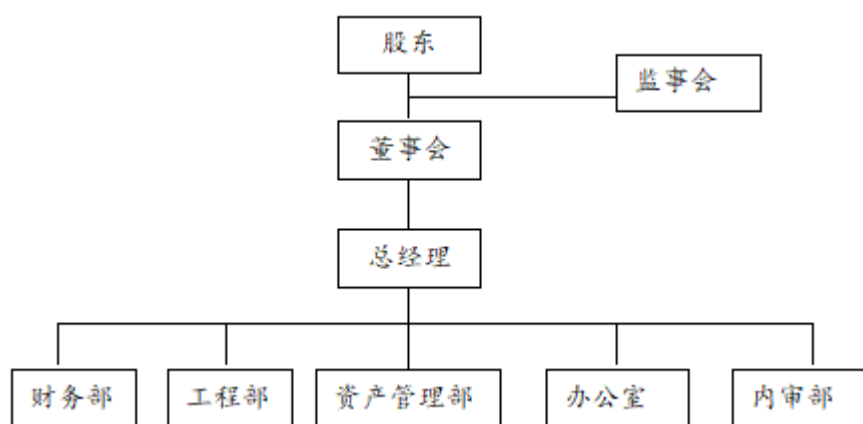 股东
监事会
董事会
总经理
财务部
工程部
资产管理部
办公室
内审部